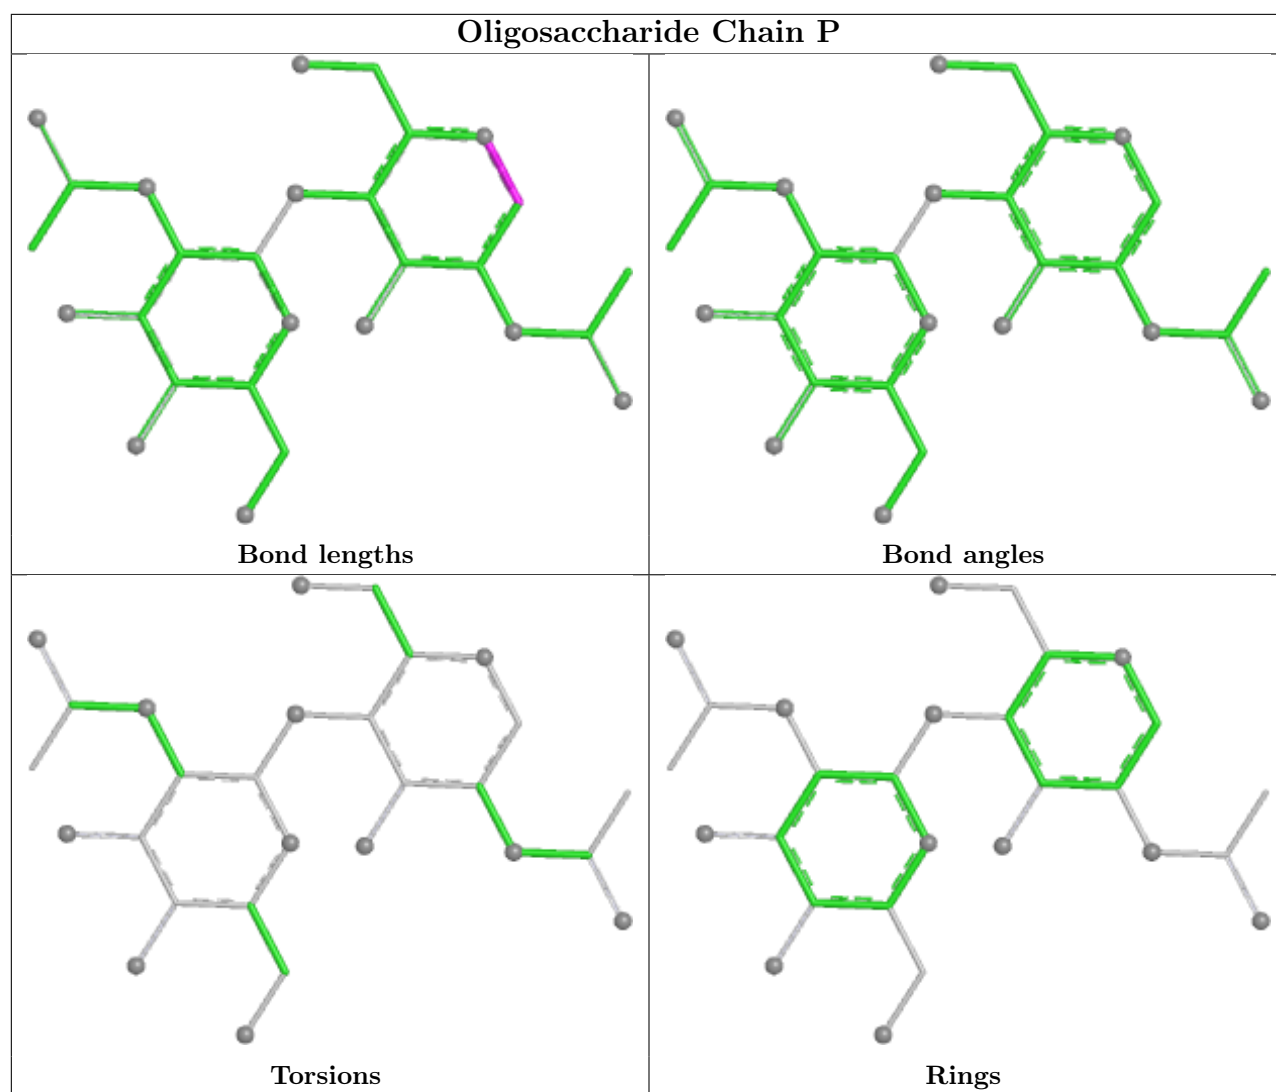 Oligosaccharide Chain P
Bond lengths
Bond angles
Torsions
Rings